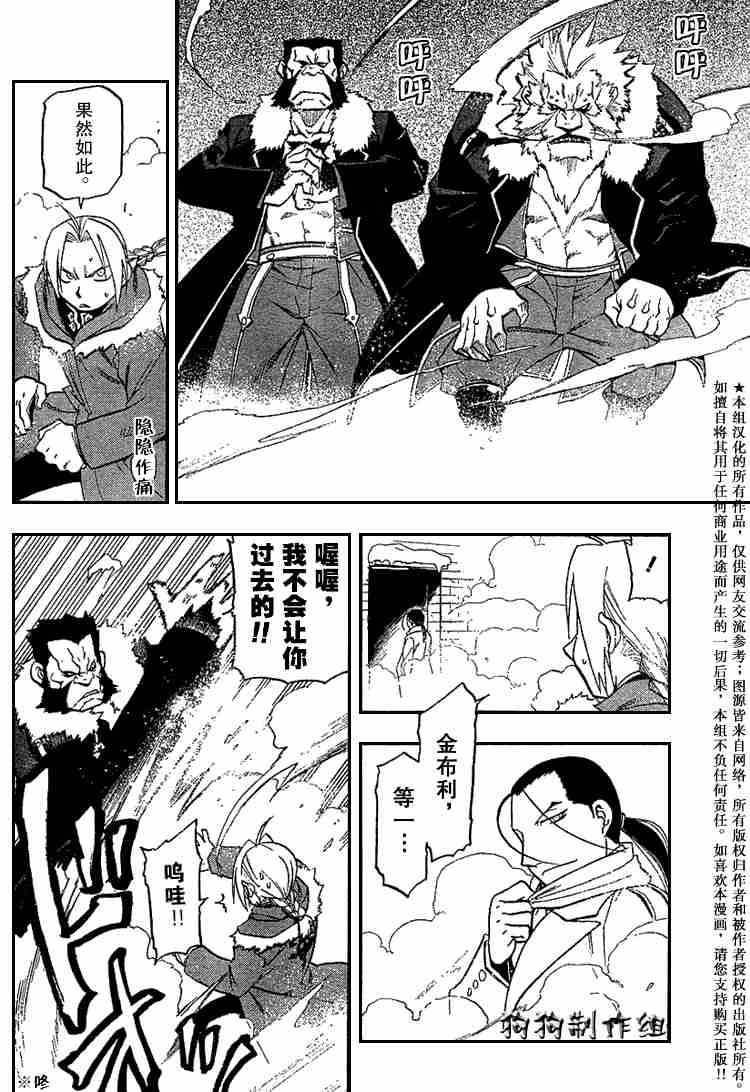 呼呼
呼呼
果然如此。
隐隐作痛
金布利，
等一…
喔喔，
我不会让你
过去的!!
呜哇!!
ドオン
※咚
狗狗制作组
★本组汉化的所有作品，仅供网友交流参考；图源皆来自网络，所有版权归作者和被作者授权的出版社所有。
如擅自将其用于任何商业用途而产生的一切后果，本组不负任何责任。如喜欢本漫画，请您支持购买正版!!